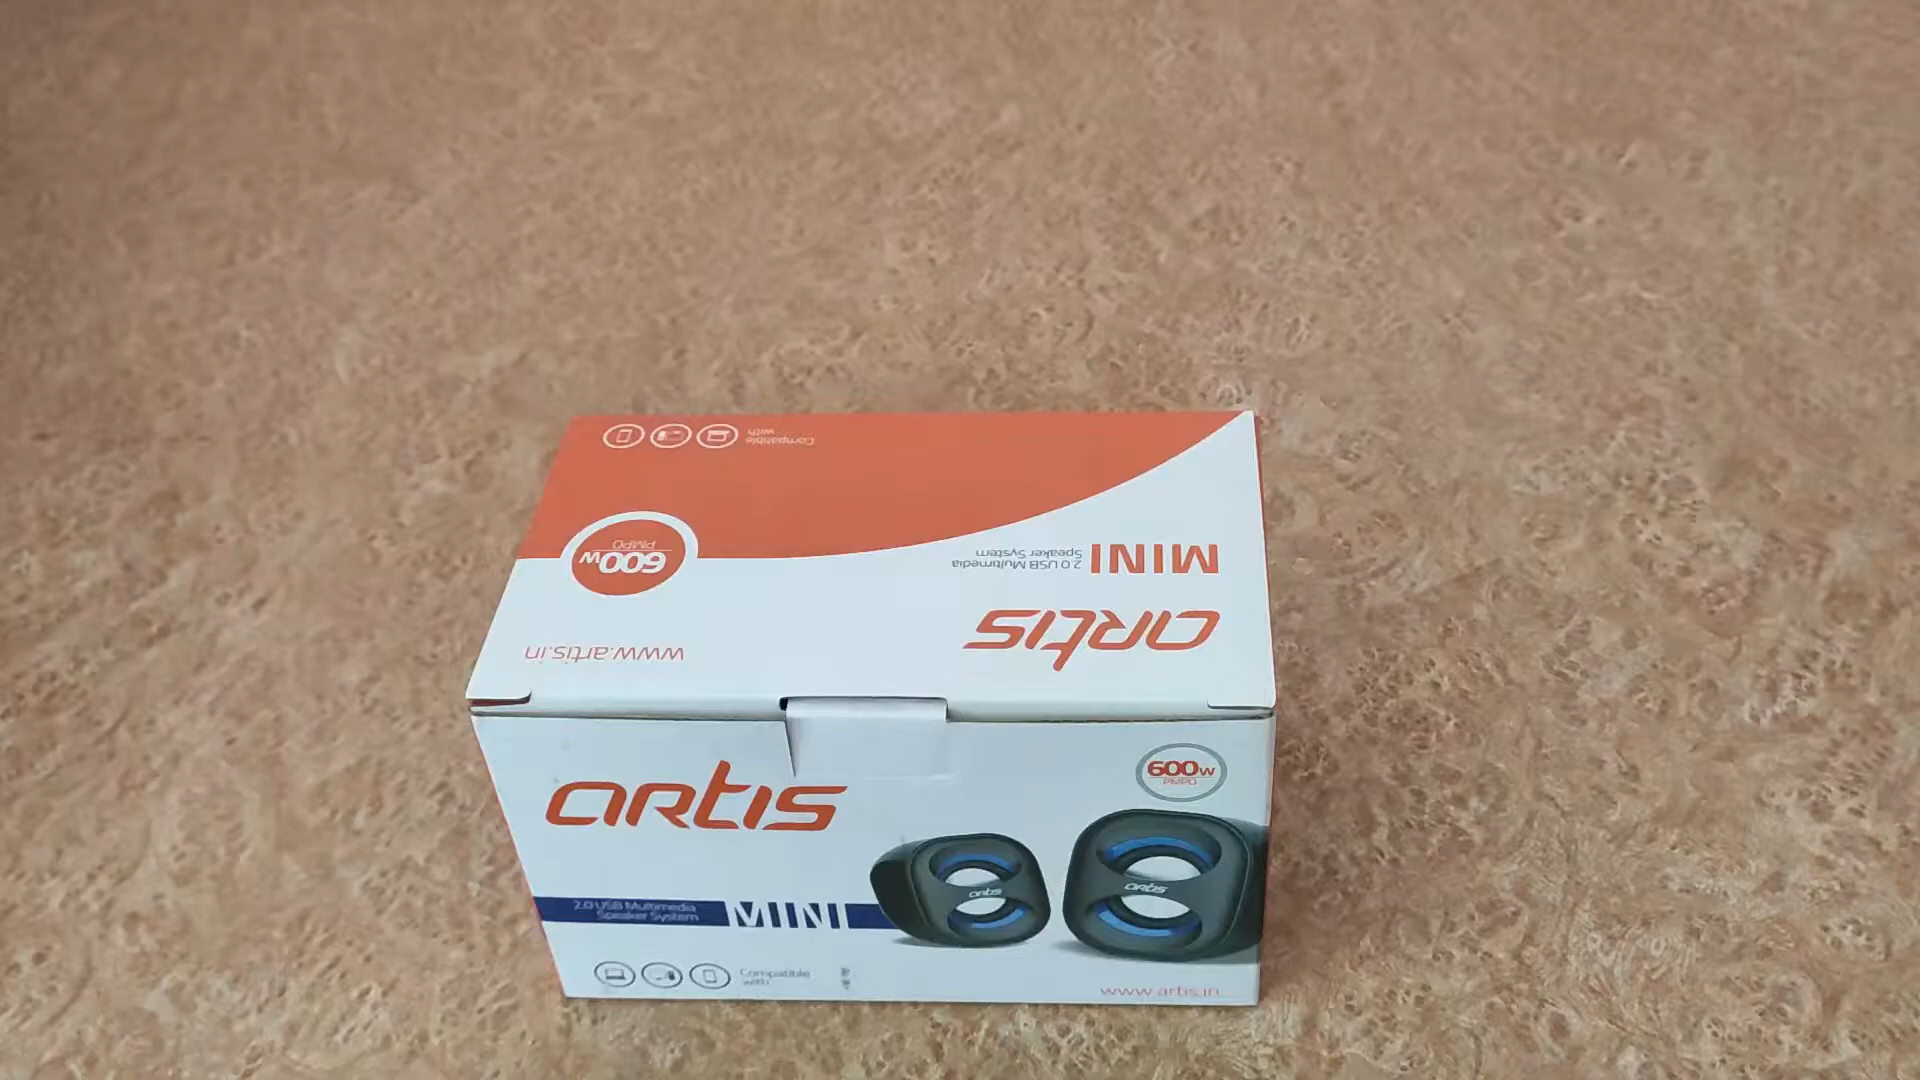 Compatible
with
600w
PMPO
MINI
2.0 USB Multimedia
Speaker System
artis
www.artis.in
artis
600w
PMPO
artis
artis
2.0 USB Multimedia
Speaker System
MINI
Compatible
with
www.artis.in